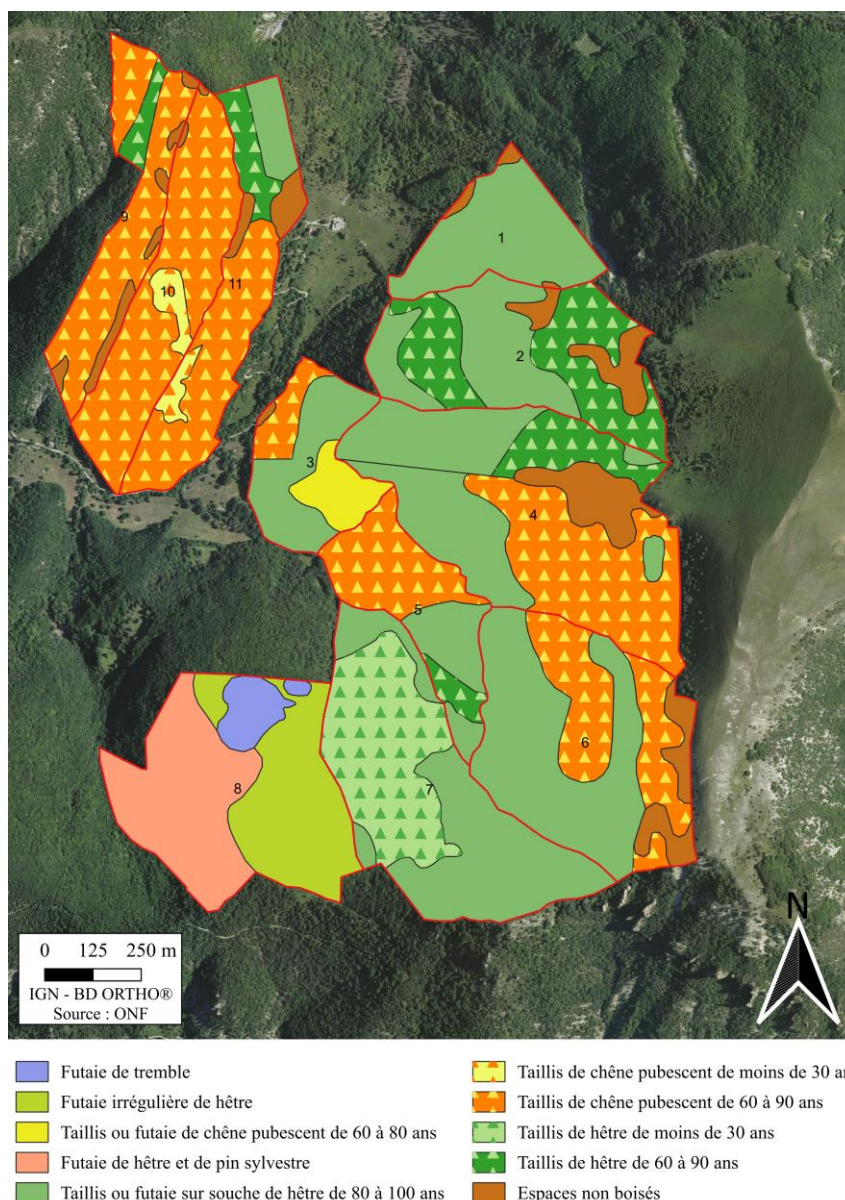 1
2
3
4
5
6
7
8
9
10
11
N
0 125 250 m
IGN - BD ORTHO®
Source : ONF
Futaie de tremble
Futaie irrégulière de hêtre
Taillis ou futaie de chêne pubescent de 60 à 80 ans
Futaie de hêtre et de pin sylvestre
Taillis ou futaie sur souche de hêtre de 80 à 100 ans
Taillis de chêne pubescent de moins de 30
Taillis de chêne pubescent de 60 à 90 ans
Taillis de hêtre de moins de 30 ans
Taillis de hêtre de 60 à 90 ans
Espaces non boisés